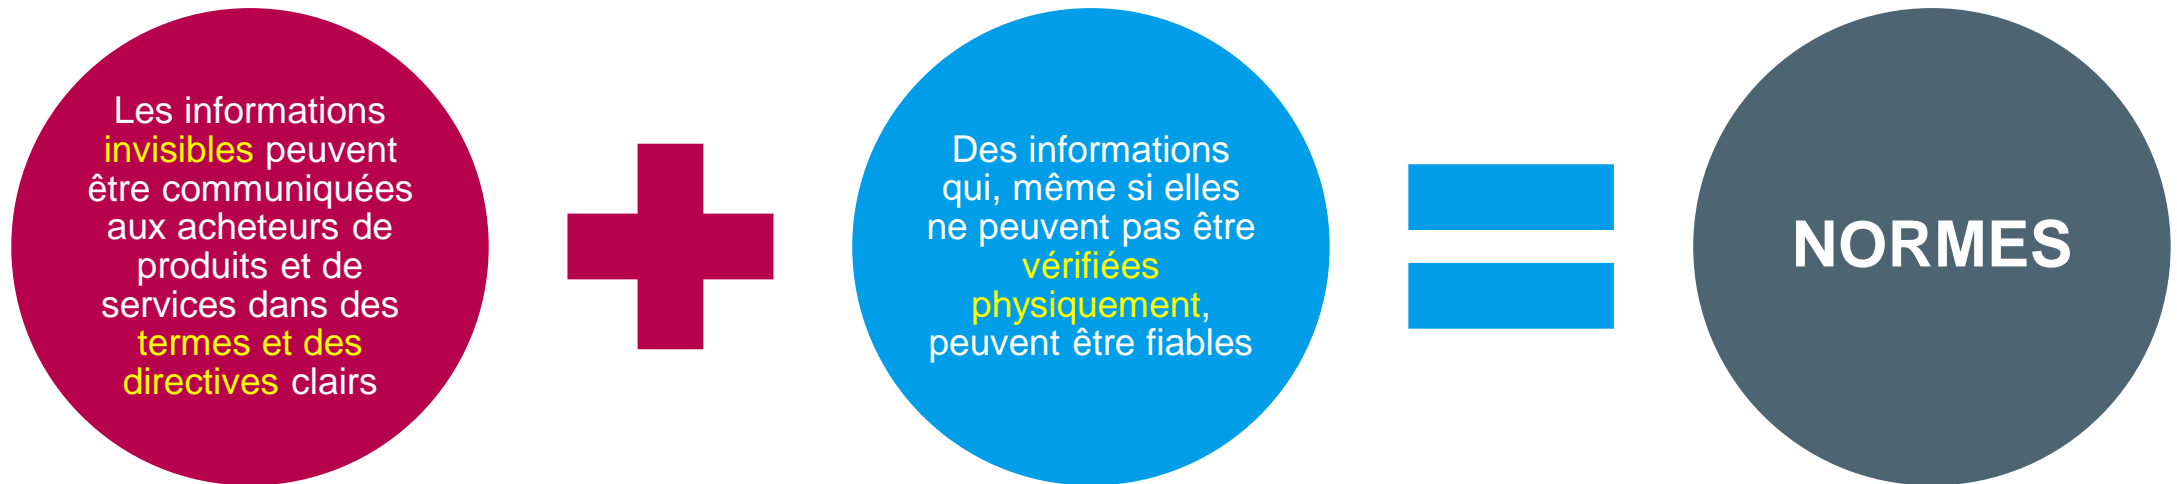 Les informations
invisibles peuvent
être communiquées
aux acheteurs de
produits et de
services dans des
termes et des
directives clairs
Des informations
qui, même si elles
ne peuvent pas être
vérifiées
physiquement,
peuvent être fiables
NORMES